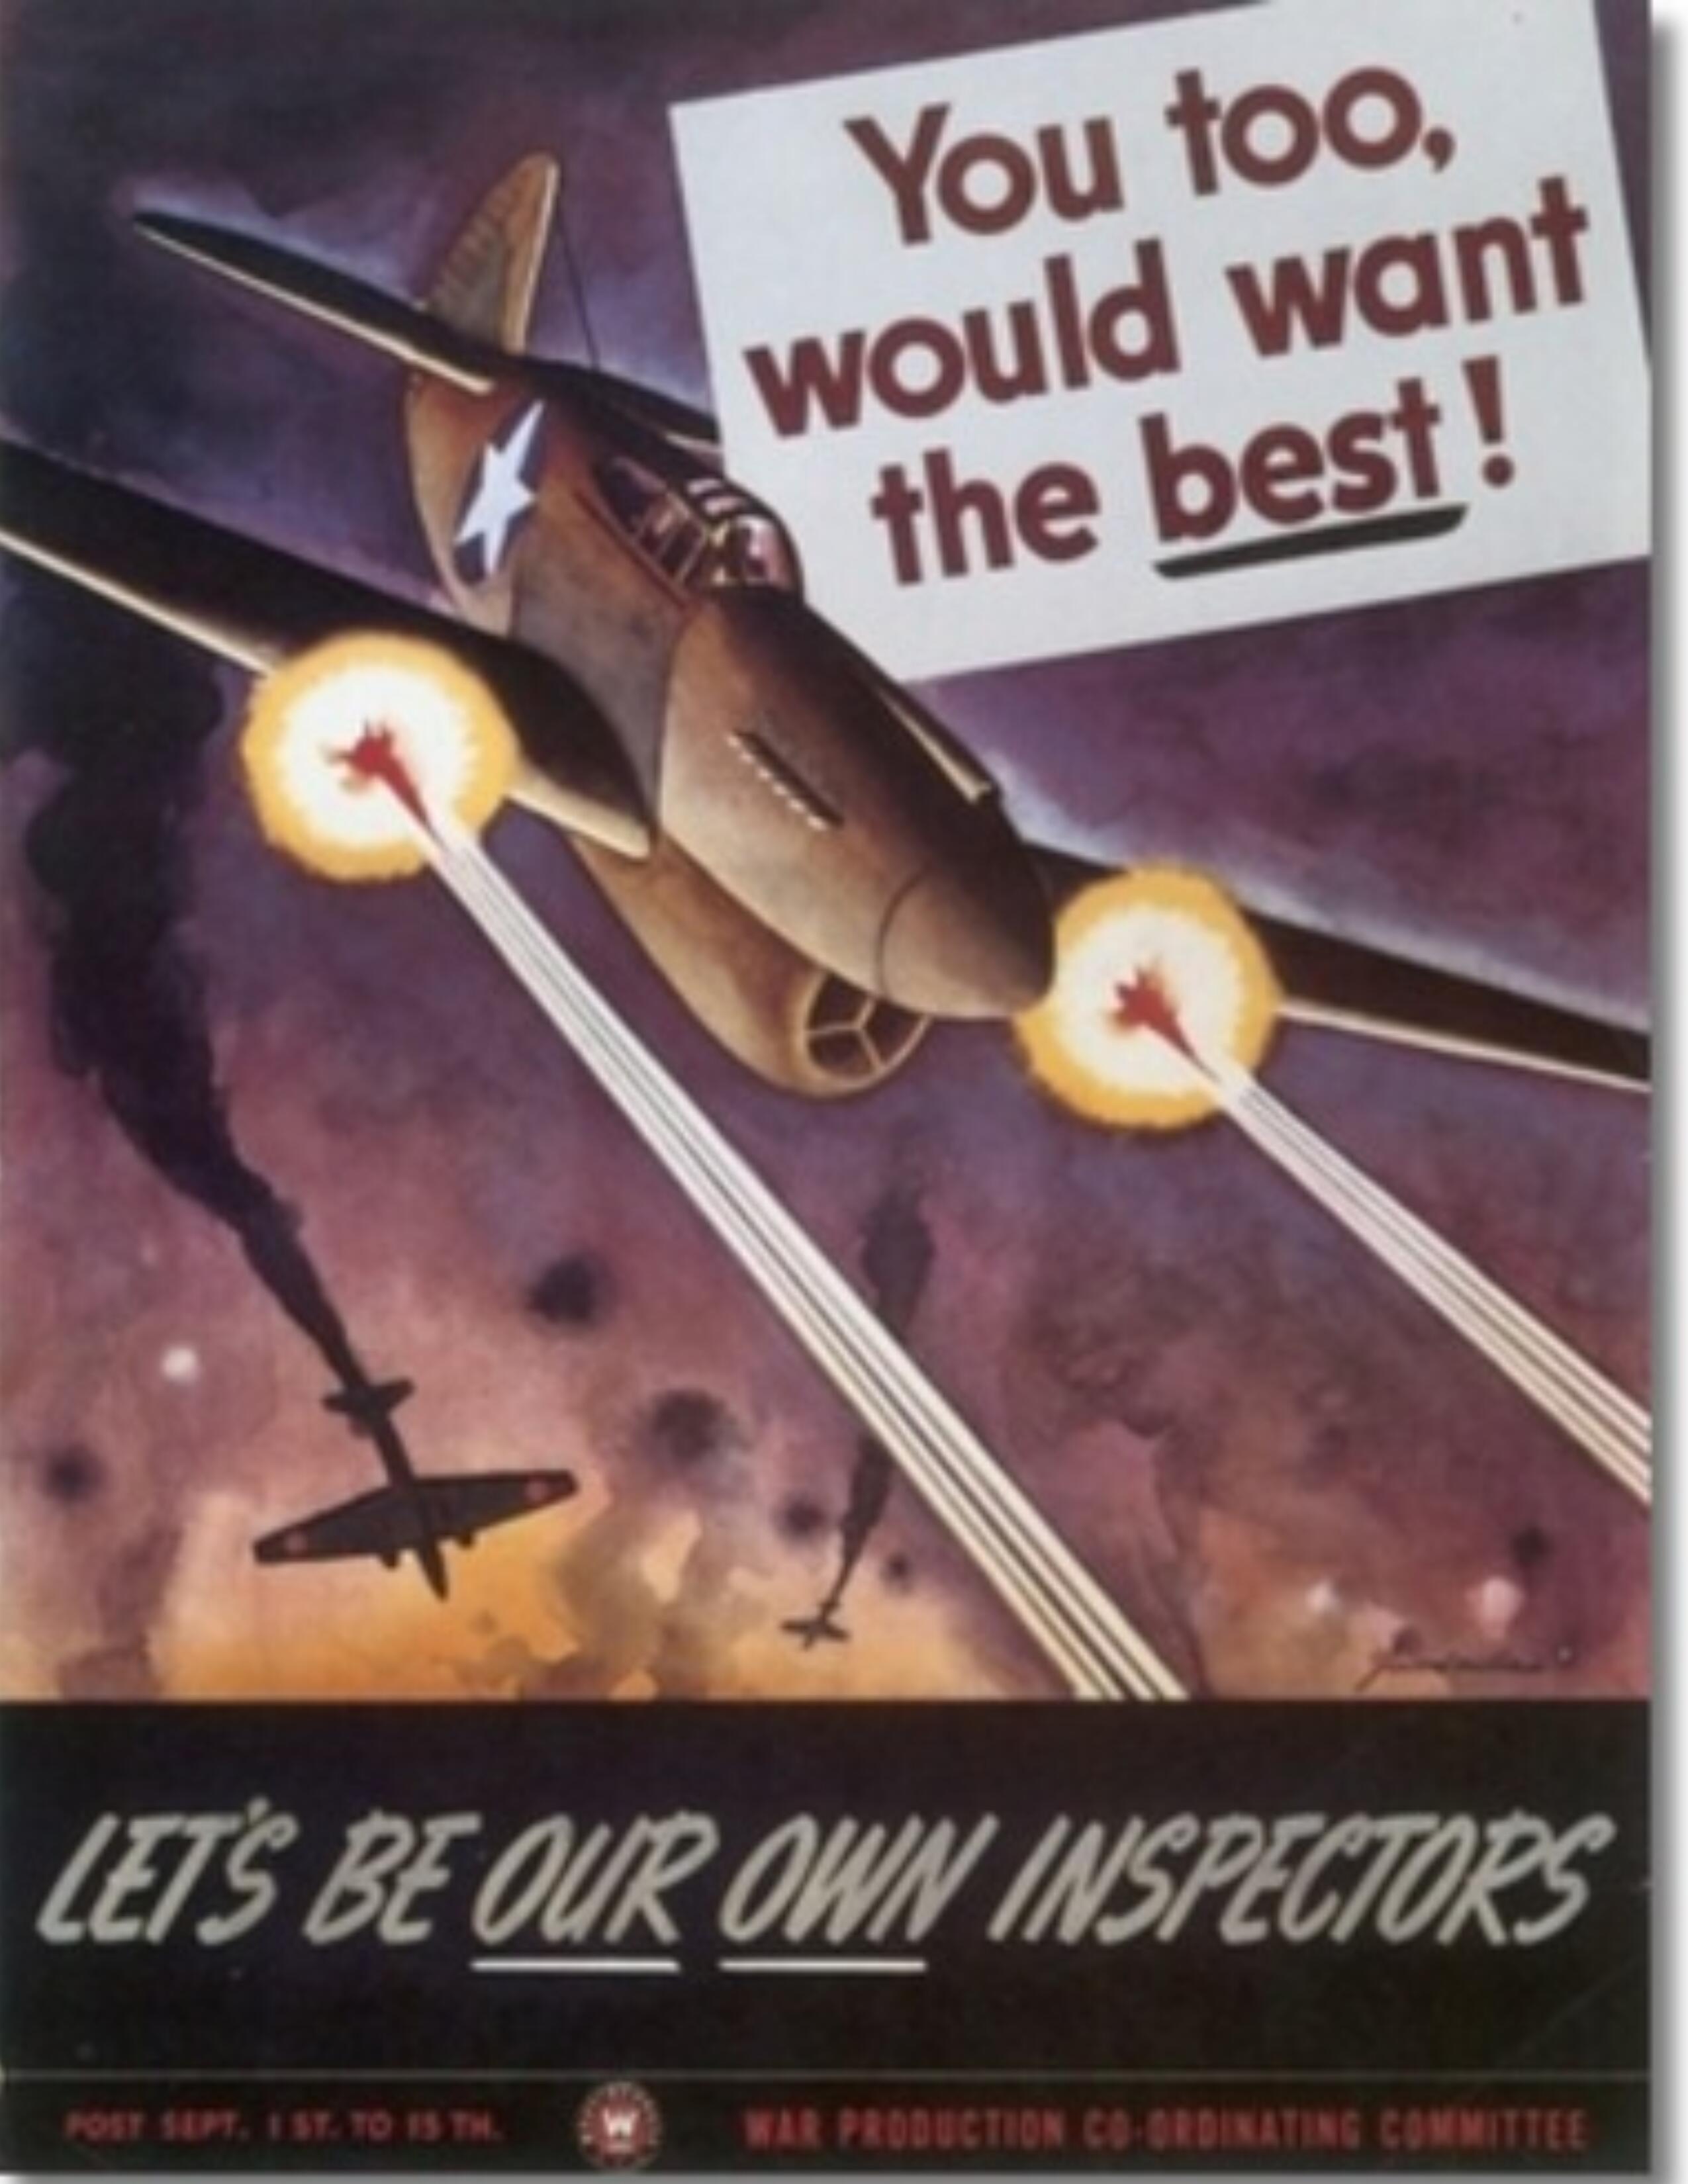 You too,
would want
the best!
LET'S BE OUR OWN INSPECTORS
POST SEPT. 1 ST. TO 15 TH.
W
WAR PRODUCTION CO-ORDINATING COMMITTEE